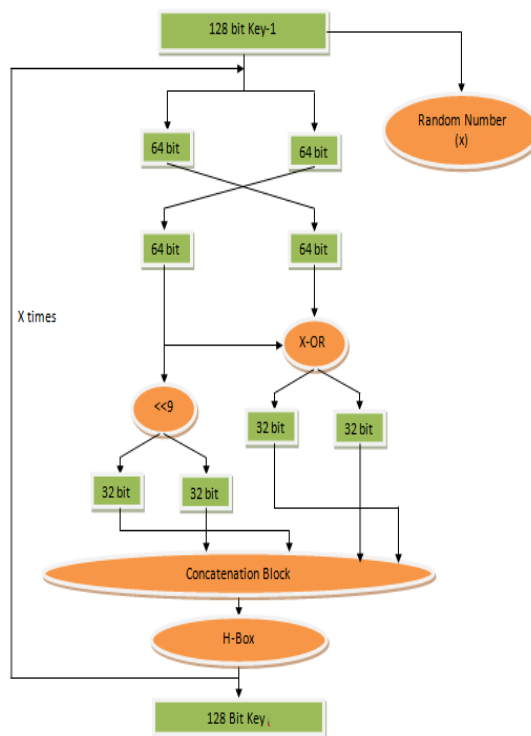 128 bit Key-1
Random Number
(x)
64 bit
64 bit
64 bit
64 bit
X times
X-OR
<<9
32 bit
32 bit
32 bit
32 bit
Concatenation Block
H-Box
128 Bit Key